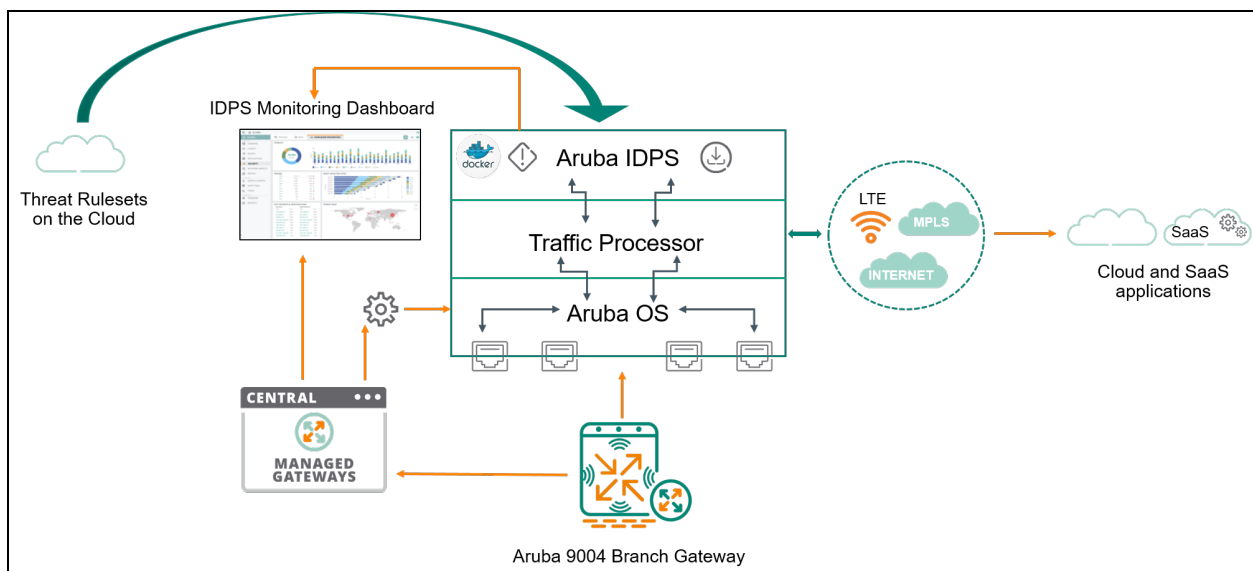 IDPS Monitoring Dashboard
Threat Rulesets
on the Cloud
docker
Aruba IDPS
Traffic Processor
Aruba OS
LTE
MPLS
INTERNET
SaaS
Cloud and SaaS
applications
CENTRAL
MANAGED
GATEWAYS
Aruba 9004 Branch Gateway